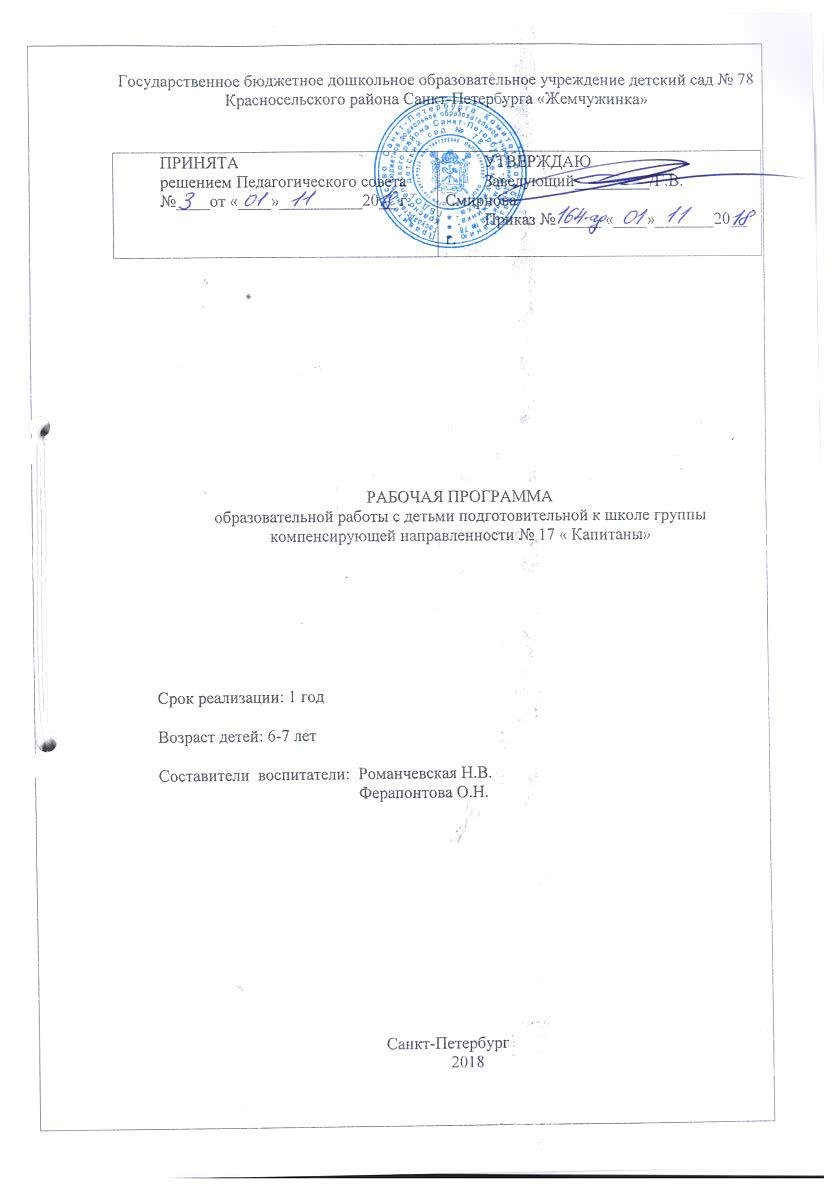 Государственное бюджетное дошкольное образовательное учреждение детский сад № 78
Красносельского района Санкт-Петербурга «Жемчужинка»
ПРИНЯТА
решением Педагогического совета
№ 3 от « 01 » 11 2018 г.
УТВЕРЖДАЮ
Заведующий Л.В.
Смирнова
Приказ № 164-од « 01 » 11 2018
г.
РАБОЧАЯ ПРОГРАММА
образовательной работы с детьми подготовительной к школе группы
компенсирующей направленности № 17 « Капитаны»
Срок реализации: 1 год
Возраст детей: 6-7 лет
Составители воспитатели: Романчевская Н.В.
Ферапонтова О.Н.
Санкт-Петербург
2018